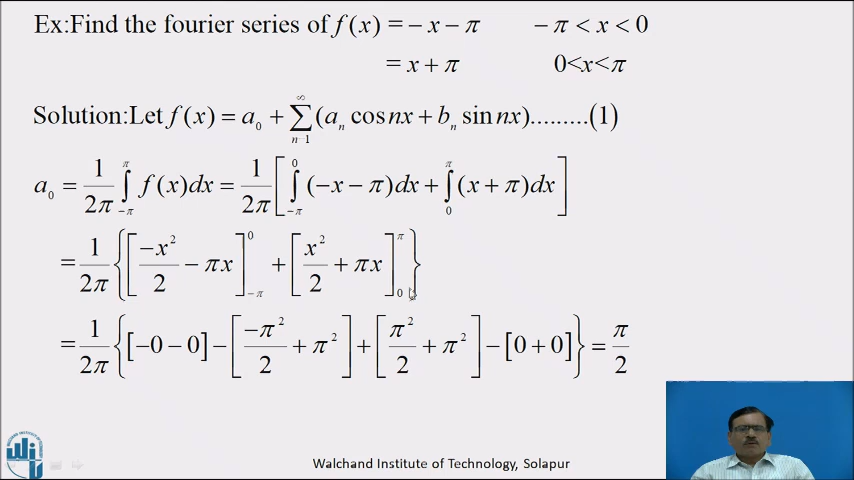 Ex:Find the fourier series of f(x) = − x − π   − π < x < 0
= x + π   0<x<π
Solution:Let f(x) = a₀ + ∑_{n−1}^{∞} (aₙ cos nx + bₙ sin nx).........(1)
a₀ = 1/2π ∫_{−π}^{π} f(x)dx = 1/2π [ ∫_{−π}^{0} (−x − π)dx + ∫_{0}^{π} (x + π)dx ]
= 1/2π { [ −x²/2 − πx ]_{−π}^{0} + [ x²/2 + πx ]_{0}^{π} }
= 1/2π { [−0 − 0] − [ −π²/2 + π² ] + [ π²/2 + π² ] − [0 + 0] } = π/2
Walchand Institute of Technology, Solapur